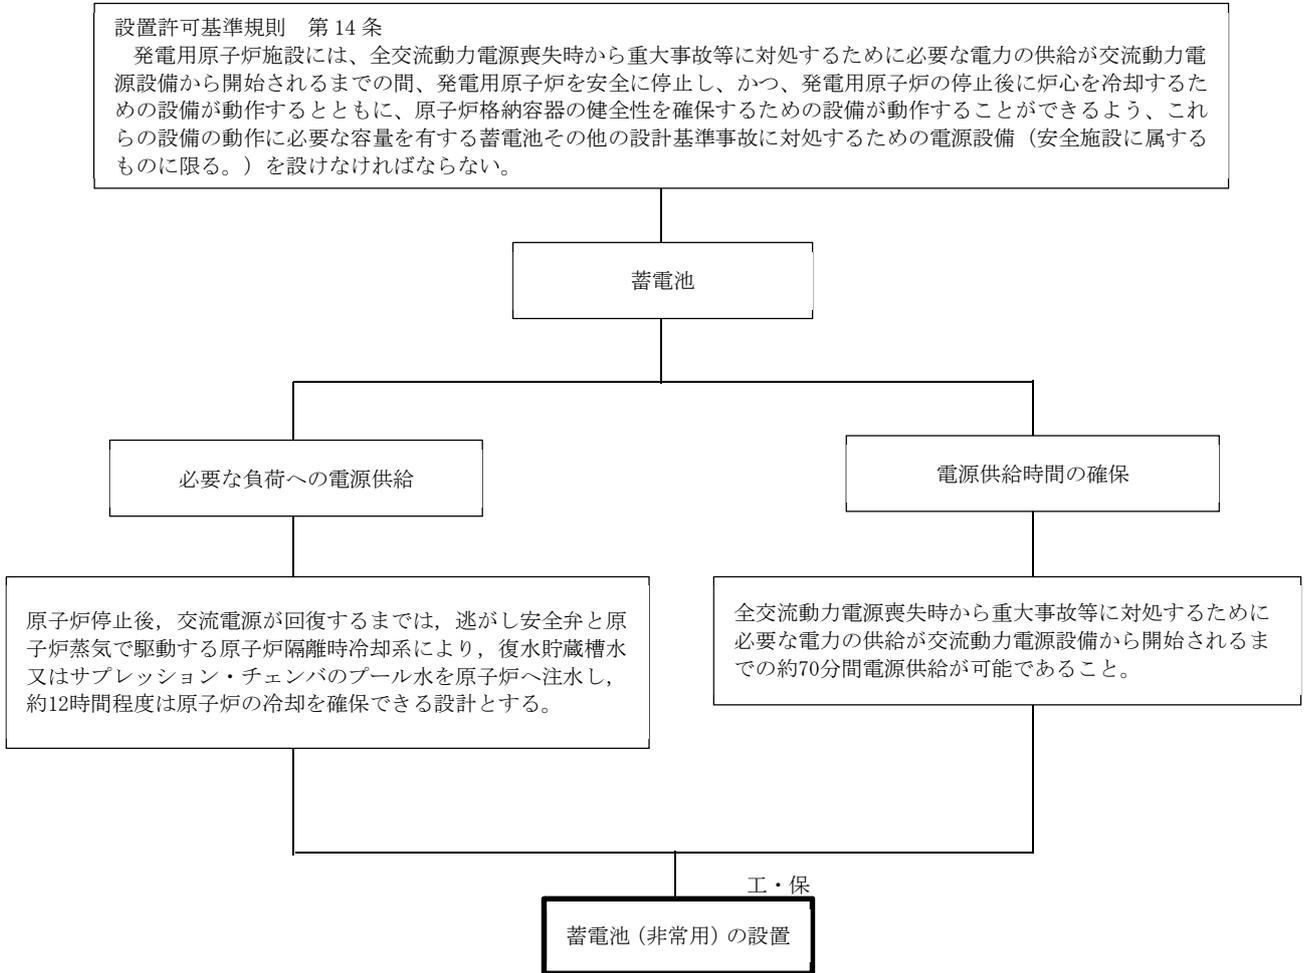 設置許可基準規則　第 14 条
　発電用原子炉施設には、全交流動力電源喪失時から重大事故等に対処するために必要な電力の供給が交流動力電
源設備から開始されるまでの間、発電用原子炉を安全に停止し、かつ、発電用原子炉の停止後に炉心を冷却するた
めの設備が動作するとともに、原子炉格納容器の健全性を確保するための設備が動作することができるよう、これ
らの設備の動作に必要な容量を有する蓄電池その他の設計基準事故に対処するための電源設備（安全施設に属する
ものに限る。）を設けなければならない。
蓄電池
必要な負荷への電源供給
電源供給時間の確保
原子炉停止後，交流電源が回復するまでは，逃がし安全弁と原
子炉蒸気で駆動する原子炉隔離時冷却系により，復水貯蔵槽水
又はサプレッション・チェンバのプール水を原子炉へ注水し，
約12時間程度は原子炉の冷却を確保できる設計とする。
全交流動力電源喪失時から重大事故等に対処するために
必要な電力の供給が交流動力電源設備から開始されるま
での約70分間電源供給が可能であること。
工・保
蓄電池（非常用）の設置